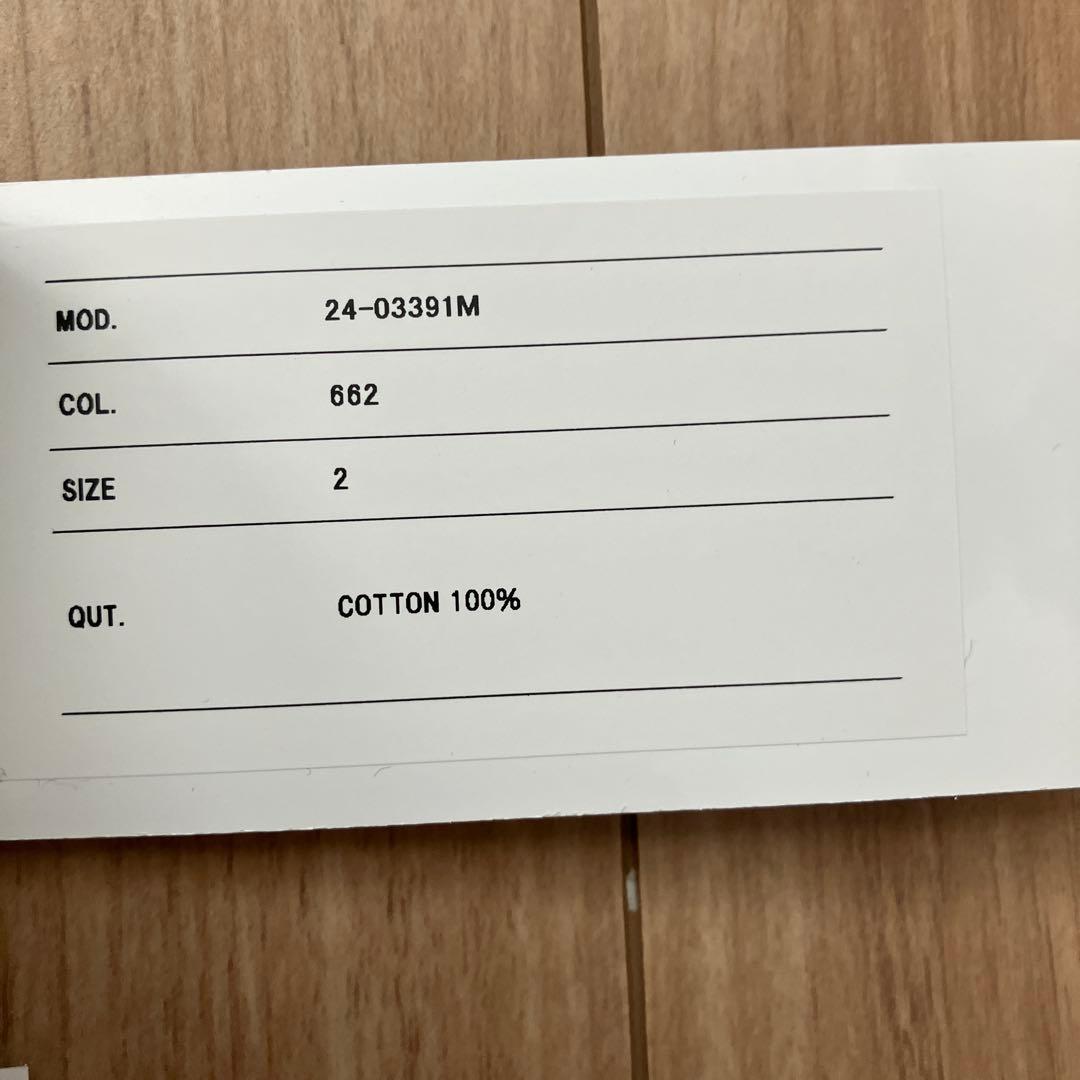 MOD. 24-03391M
COL. 662
SIZE 2
QUT. COTTON 100%